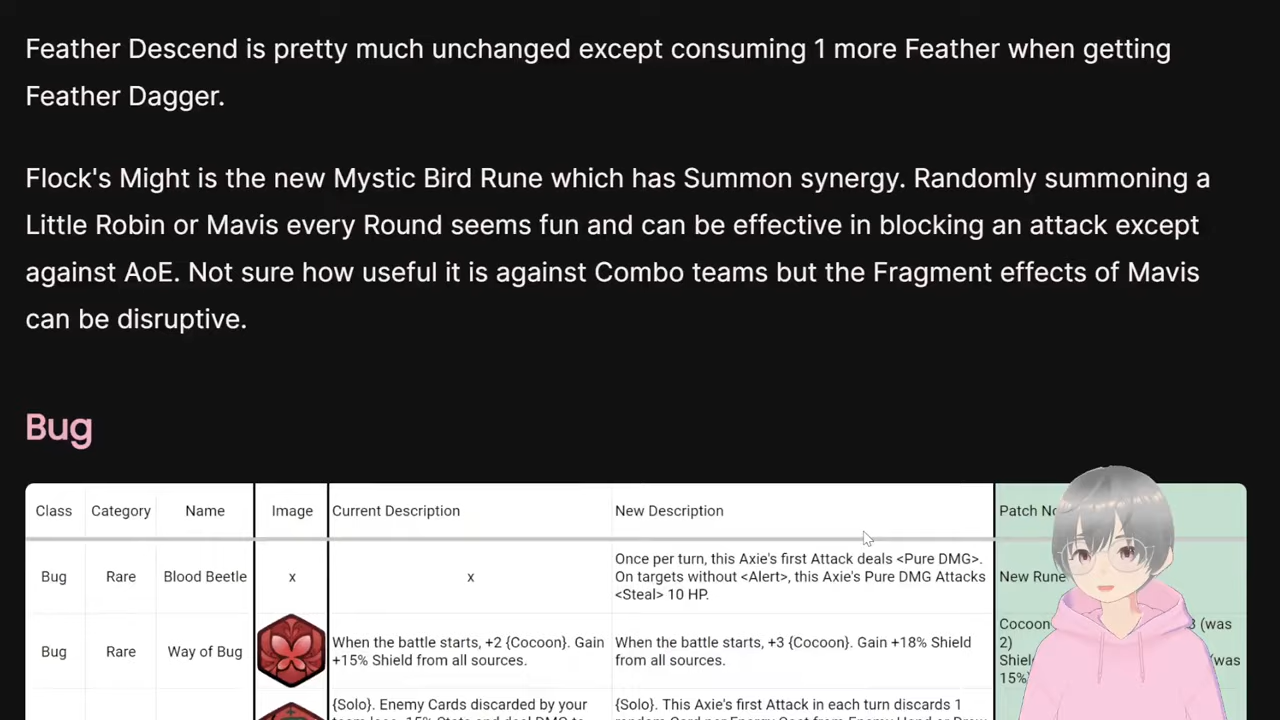 Feather Descend is pretty much unchanged except consuming 1 more Feather when getting
Feather Dagger.
Flock's Might is the new Mystic Bird Rune which has Summon synergy. Randomly summoning a
Little Robin or Mavis every Round seems fun and can be effective in blocking an attack except
against AoE. Not sure how useful it is against Combo teams but the Fragment effects of Mavis
can be disruptive.
Bug
Class Category Name Image Current Description New Description Patch
Bug Rare Blood Beetle x x Once per turn, this Axie's first Attack deals <Pure DMG>.
On targets without <Alert>, this Axie's Pure DMG Attacks
<Steal> 10 HP.
New Rune
Bug Rare Way of Bug When the battle starts, +2 {Cocoon}. Gain
+15% Shield from all sources.
When the battle starts, +3 {Cocoon}. Gain +18% Shield
from all sources.
Cocoon (was
2)
(was
15%
{Solo}. Enemy Cards discarded by your
{Solo}. This Axie's first Attack in each turn discards 1